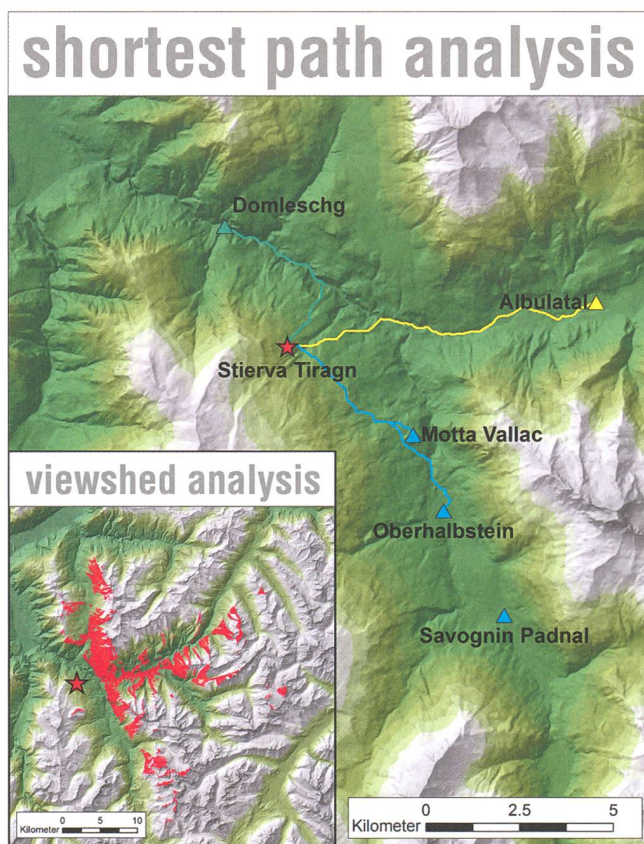 shortest path analysis
Domleschg
Albulatal
Stierva Tiragn
Motta Vallac
Oberhalbstein
Savognin Padnal
viewshed analysis
0 5 10
Kilometer
0 2.5 5
Kilometer